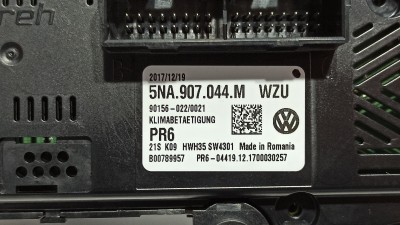 reh
2017/12/19
5NA.907.044.M WZU
90156-022/0021
KLIMABETAETIGUNG
PR6
21S K09 HWH35 SW4301 Made in Romania
B00789957 PR6-04419.12.1700030257